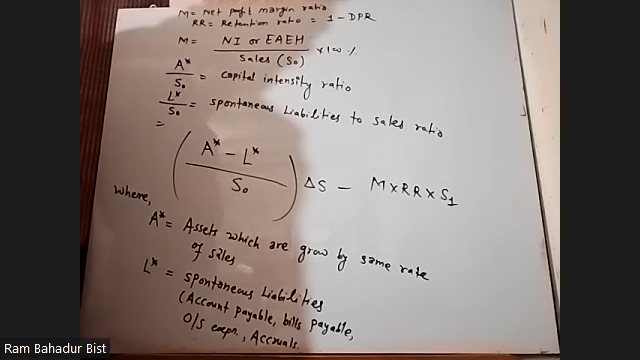 M = Net profit margin ratio
RR = Retention ratio = 1 - DPR
M = NI or EAEH / Sales (S₀) × 100 %
A*/S₀ = capital intensity ratio
L*/S₀ = spontaneous Liabilities to sales ratio
=
(A* - L* / S₀) ΔS - M×RR×S₁
where,
A* = Assets which are grow by same rate
of sales
L* = spontaneous Liabilities
(Account payable, bills payable,
O/S expn., Accruals.
Ram Bahadur Bist